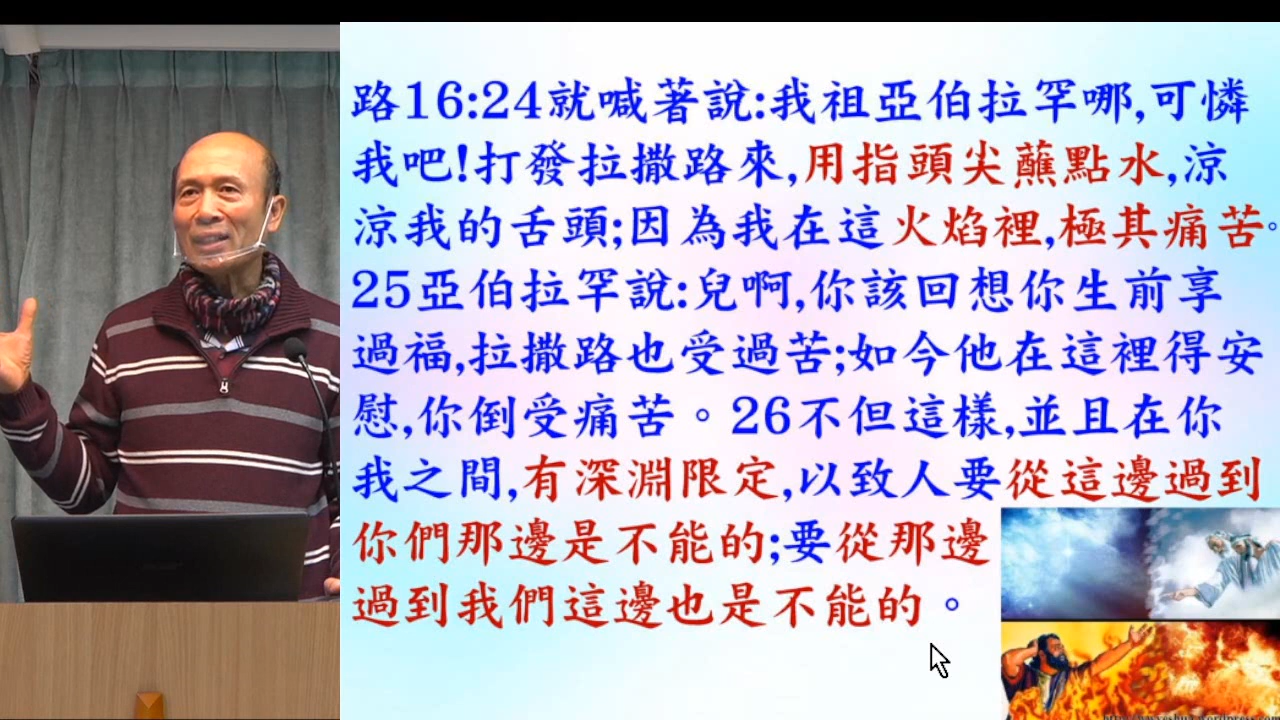 路16:24就喊著說:我祖亞伯拉罕哪,可憐
我吧!打發拉撒路來,用指頭尖蘸點水,涼
涼我的舌頭;因為我在這火焰裡,極其痛苦。
25亞伯拉罕說:兒啊,你該回想你生前享
過福,拉撒路也受過苦;如今他在這裡得安
慰,你倒受痛苦。26不但這樣,並且在你
我之間,有深淵限定,以致人要從這邊過到
你們那邊是不能的;要從那邊
過到我們這邊也是不能的。